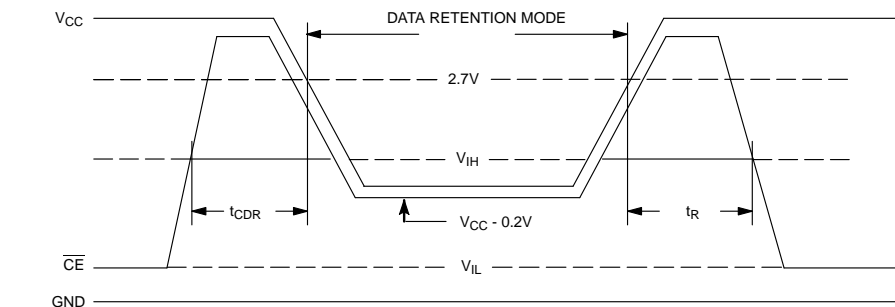 VCC
DATA RETENTION MODE
2.7V
VIH
tCDR
tR
VCC - 0.2V
CE
VIL
GND